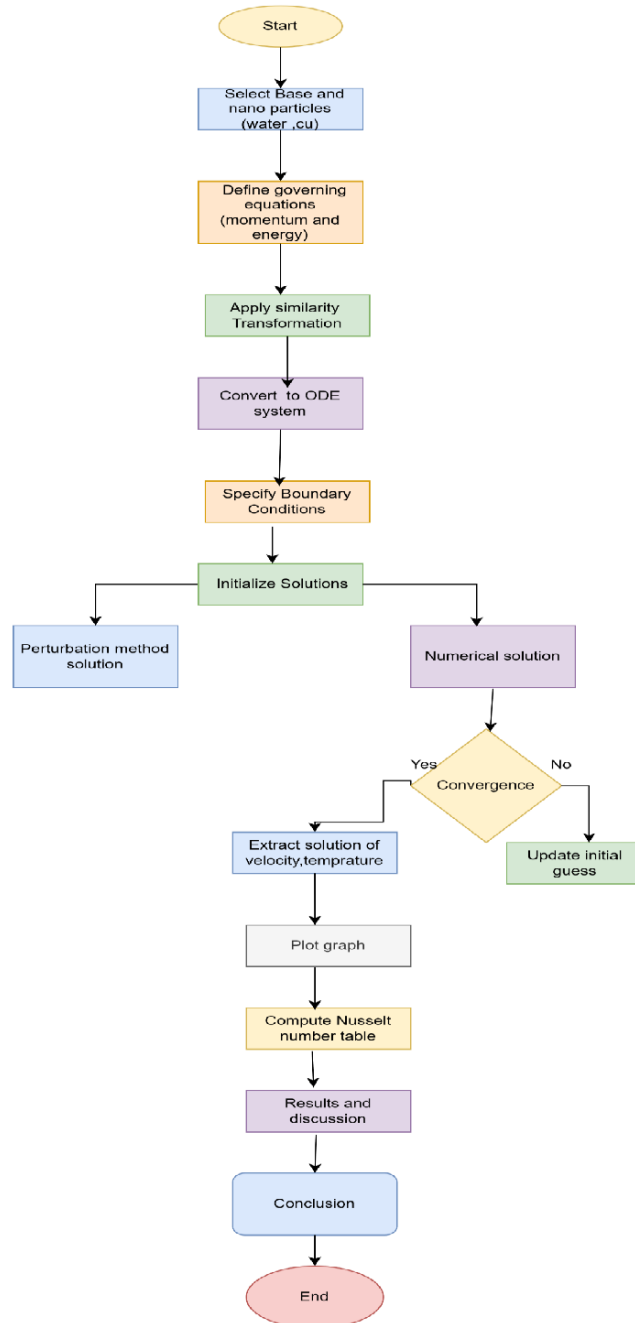 Start
Select Base and
nano particles
(water ,cu)
Define governing
equations
(momentum and
energy)
Apply similarity
Transformation
Convert to ODE
system
Specify Boundary
Conditions
Initialize Solutions
Perturbation method
solution
Numerical solution
Yes
No
Convergence
Extract solution of
velocity,temprature
Update initial
guess
Plot graph
Compute Nusselt
number table
Results and
discussion
Conclusion
End